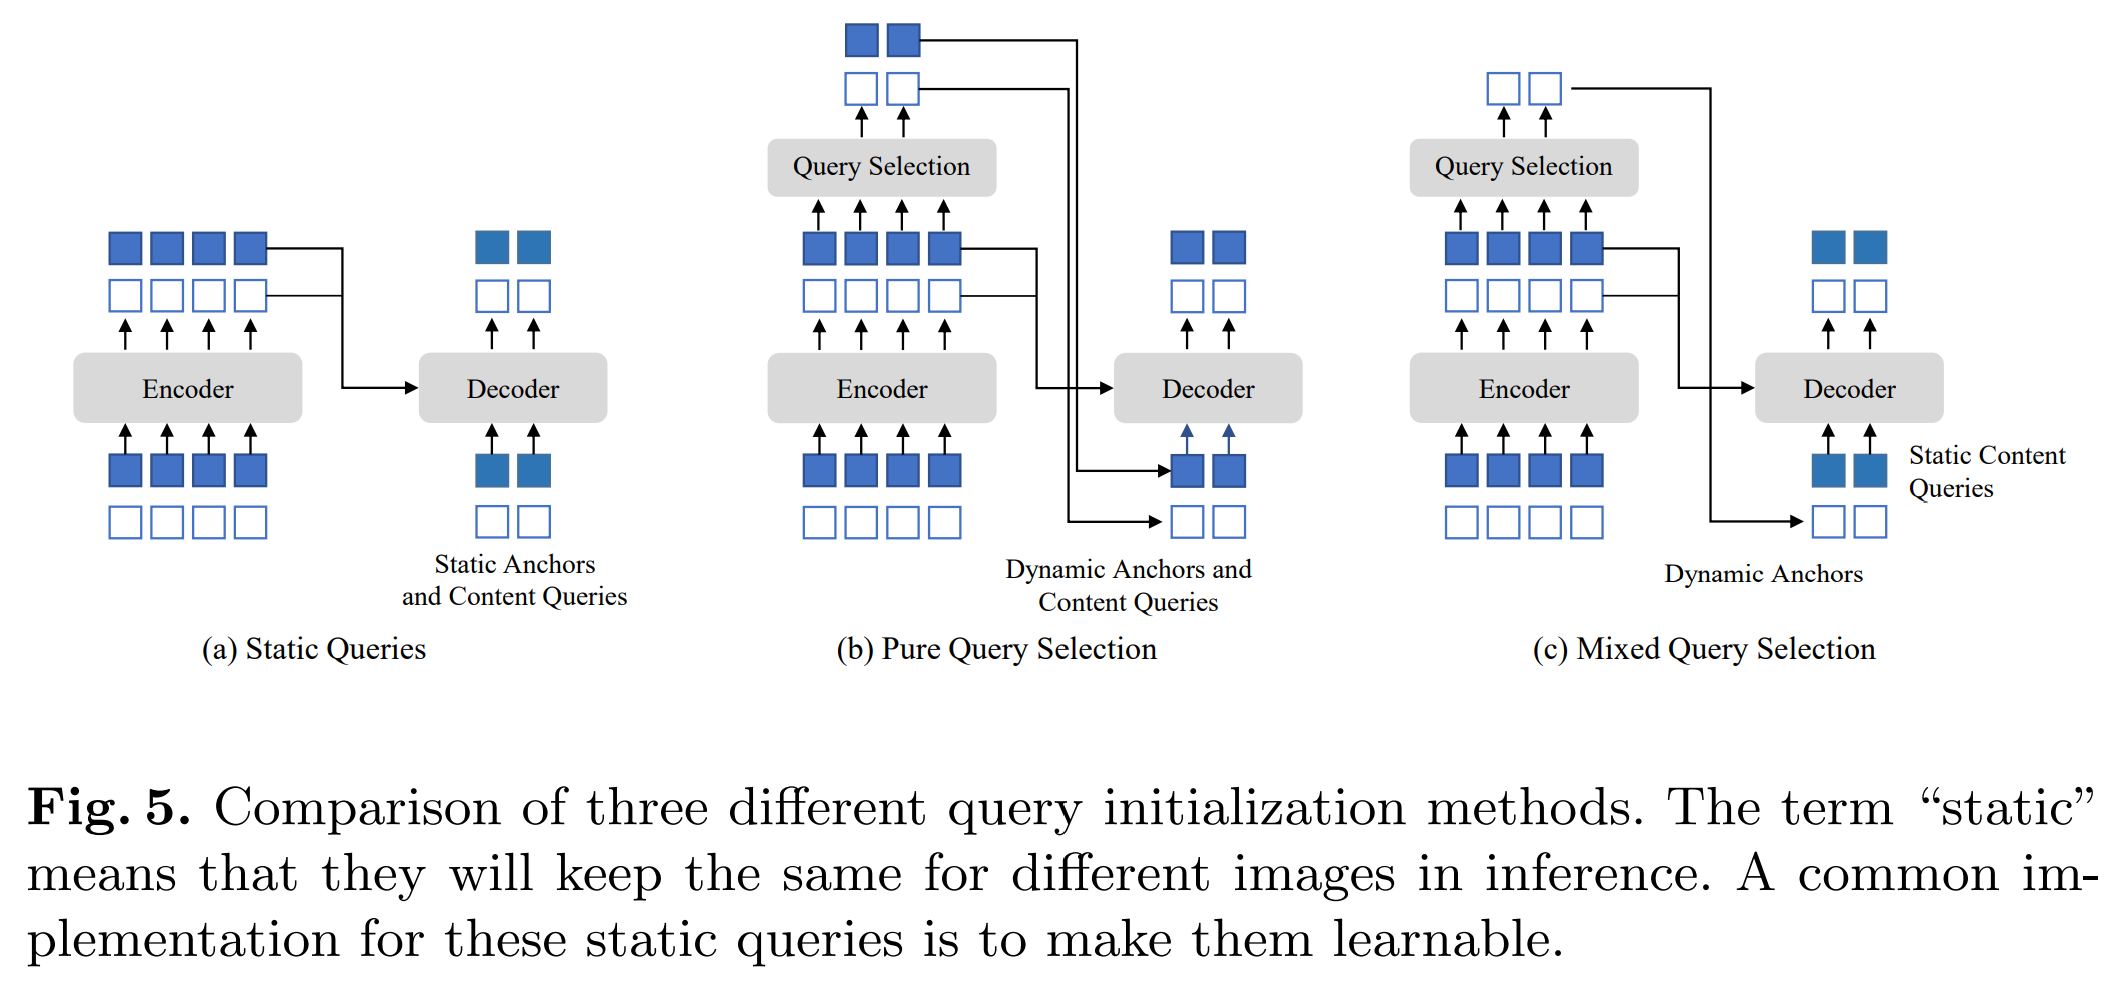 Query Selection
Query Selection
Encoder
Decoder
Encoder
Decoder
Encoder
Decoder
Static Content
Queries
Static Anchors
and Content Queries
Dynamic Anchors and
Content Queries
Dynamic Anchors
(a) Static Queries
(b) Pure Query Selection
(c) Mixed Query Selection
Fig. 5. Comparison of three different query initialization methods. The term “static”
means that they will keep the same for different images in inference. A common im-
plementation for these static queries is to make them learnable.